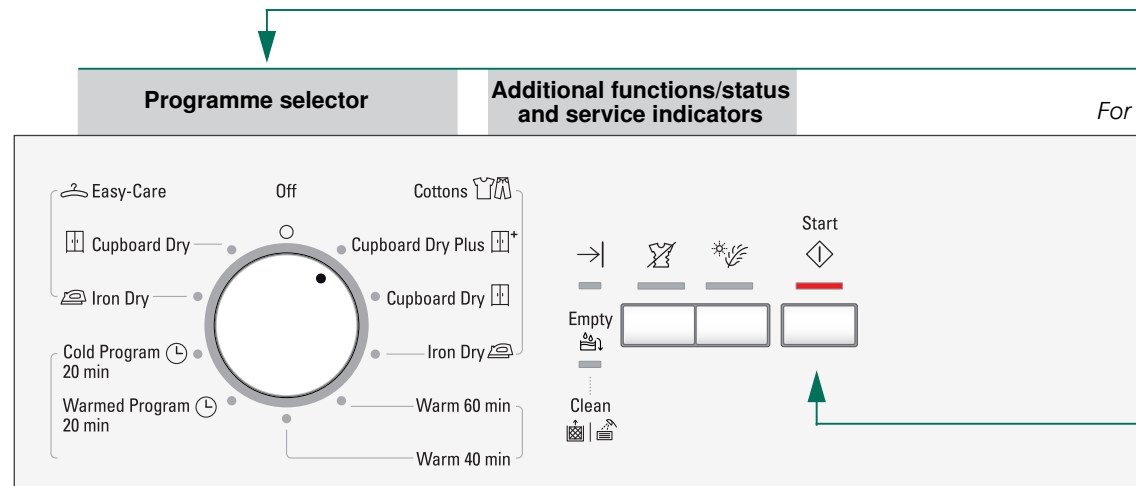 Programme selector
Additional functions/status
and service indicators
For
Easy-Care
Off
Cottons
Cupboard Dry
Cupboard Dry Plus
+
Iron Dry
Cupboard Dry
Cold Program
20 min
Iron Dry
Warmed Program
20 min
Warm 60 min
Warm 40 min
Start
Empty
Clean